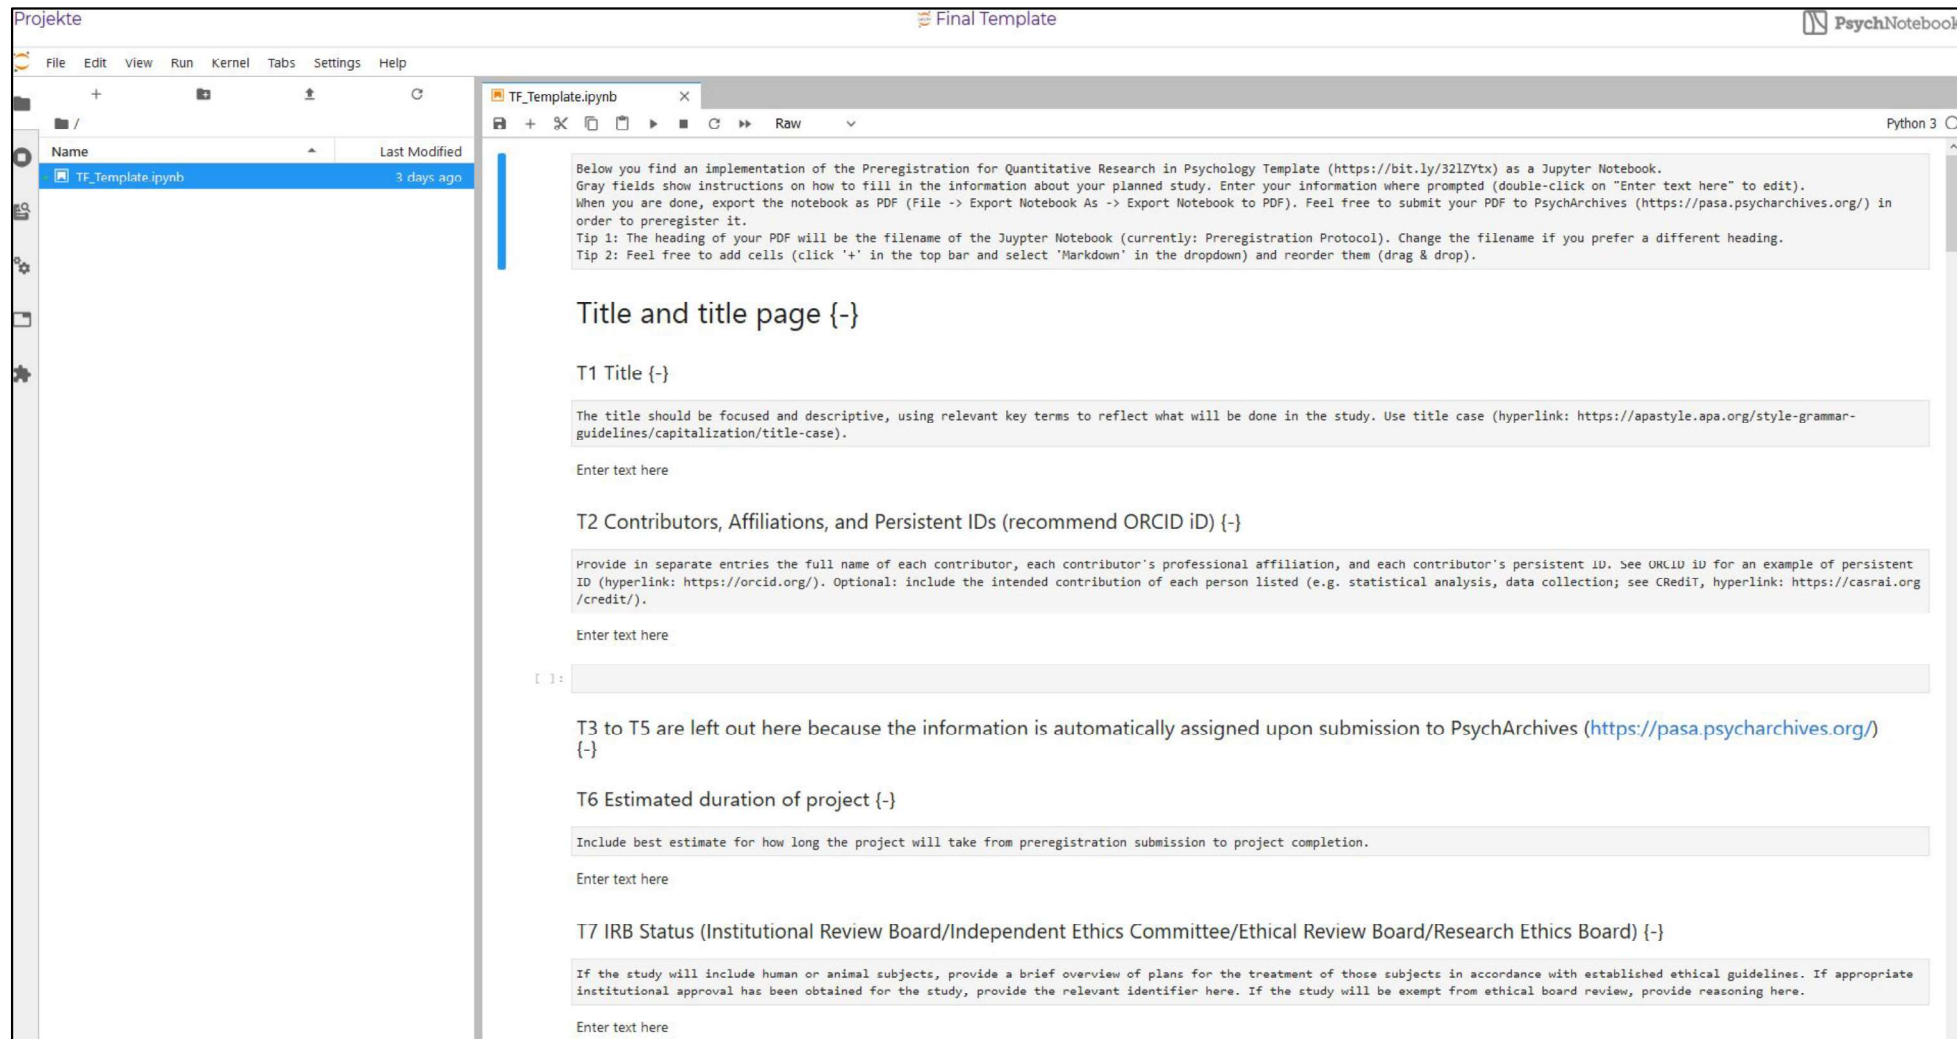 Projekte
Final Template
PsychNotebook
File Edit View Run Kernel Tabs Settings Help
TF_Template.ipynb
/
Raw
Python 3
Name Last Modified
TF_Template.ipynb 3 days ago
Below you find an implementation of the Preregistration for Quantitative Research in Psychology Template (https://bit.ly/32lZYtx) as a Jupyter Notebook.
Gray fields show instructions on how to fill in the information about your planned study. Enter your information where prompted (double-click on "Enter text here" to edit).
When you are done, export the notebook as PDF (File -> Export Notebook As -> Export Notebook to PDF). Feel free to submit your PDF to PsychArchives (https://pasa.psycharchives.org/) in
order to preregister it.
Tip 1: The heading of your PDF will be the filename of the Juypter Notebook (currently: Preregistration Protocol). Change the filename if you prefer a different heading.
Tip 2: Feel free to add cells (click '+' in the top bar and select 'Markdown' in the dropdown) and reorder them (drag & drop).
Title and title page {-}
T1 Title {-}
The title should be focused and descriptive, using relevant key terms to reflect what will be done in the study. Use title case (hyperlink: https://apastyle.apa.org/style-grammar-
guidelines/capitalization/title-case).
Enter text here
T2 Contributors, Affiliations, and Persistent IDs (recommend ORCID iD) {-}
Provide in separate entries the full name of each contributor, each contributor's professional affiliation, and each contributor's persistent ID. See ORCID iD for an example of persistent
ID (hyperlink: https://orcid.org/). Optional: include the intended contribution of each person listed (e.g. statistical analysis, data collection; see CRediT, hyperlink: https://casrai.org
/credit/).
Enter text here
[ ]:
T3 to T5 are left out here because the information is automatically assigned upon submission to PsychArchives (https://pasa.psycharchives.org/)
{-}
T6 Estimated duration of project {-}
Include best estimate for how long the project will take from preregistration submission to project completion.
Enter text here
T7 IRB Status (Institutional Review Board/Independent Ethics Committee/Ethical Review Board/Research Ethics Board) {-}
If the study will include human or animal subjects, provide a brief overview of plans for the treatment of those subjects in accordance with established ethical guidelines. If appropriate
institutional approval has been obtained for the study, provide the relevant identifier here. If the study will be exempt from ethical board review, provide reasoning here.
Enter text here